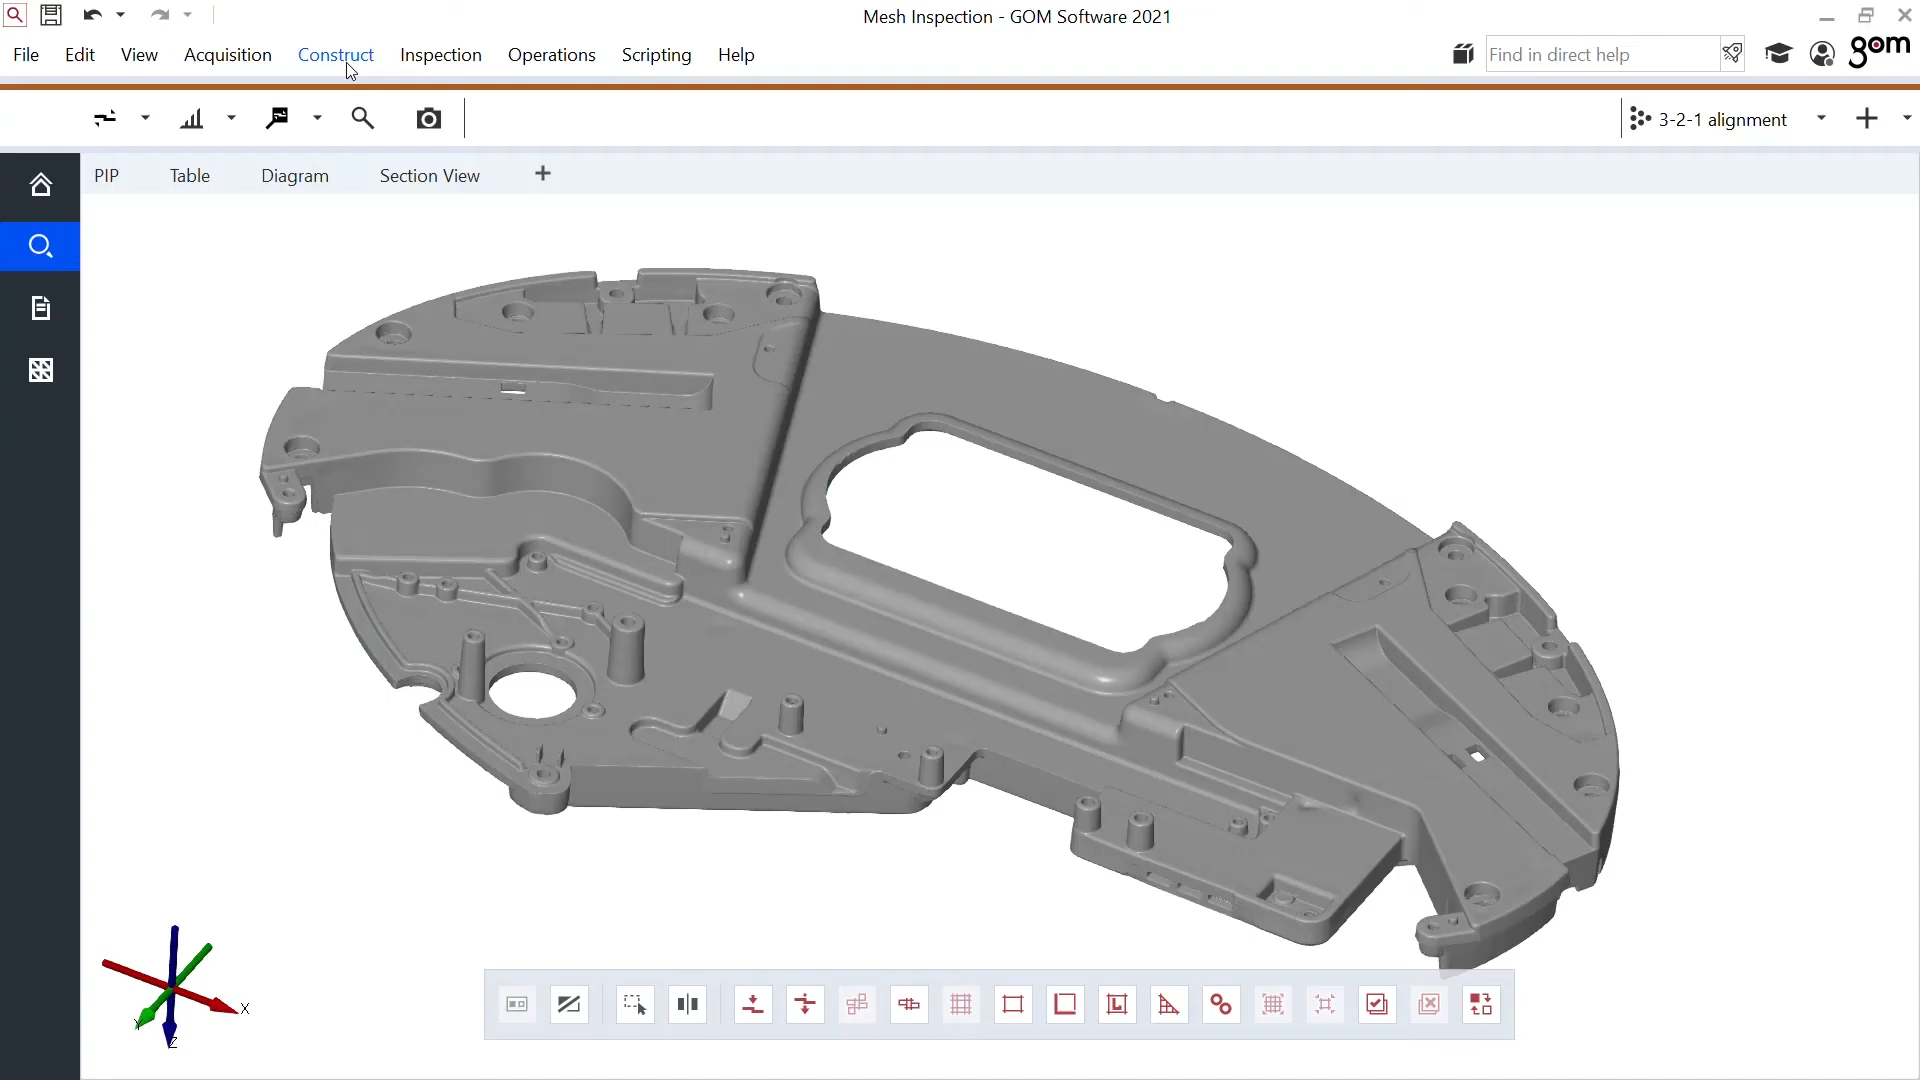 Mesh Inspection - GOM Software 2021
File Edit View Acquisition Construct Inspection Operations Scripting Help
Find in direct help
gom
3-2-1 alignment
PIP Table Diagram Section View
X
Y
Z